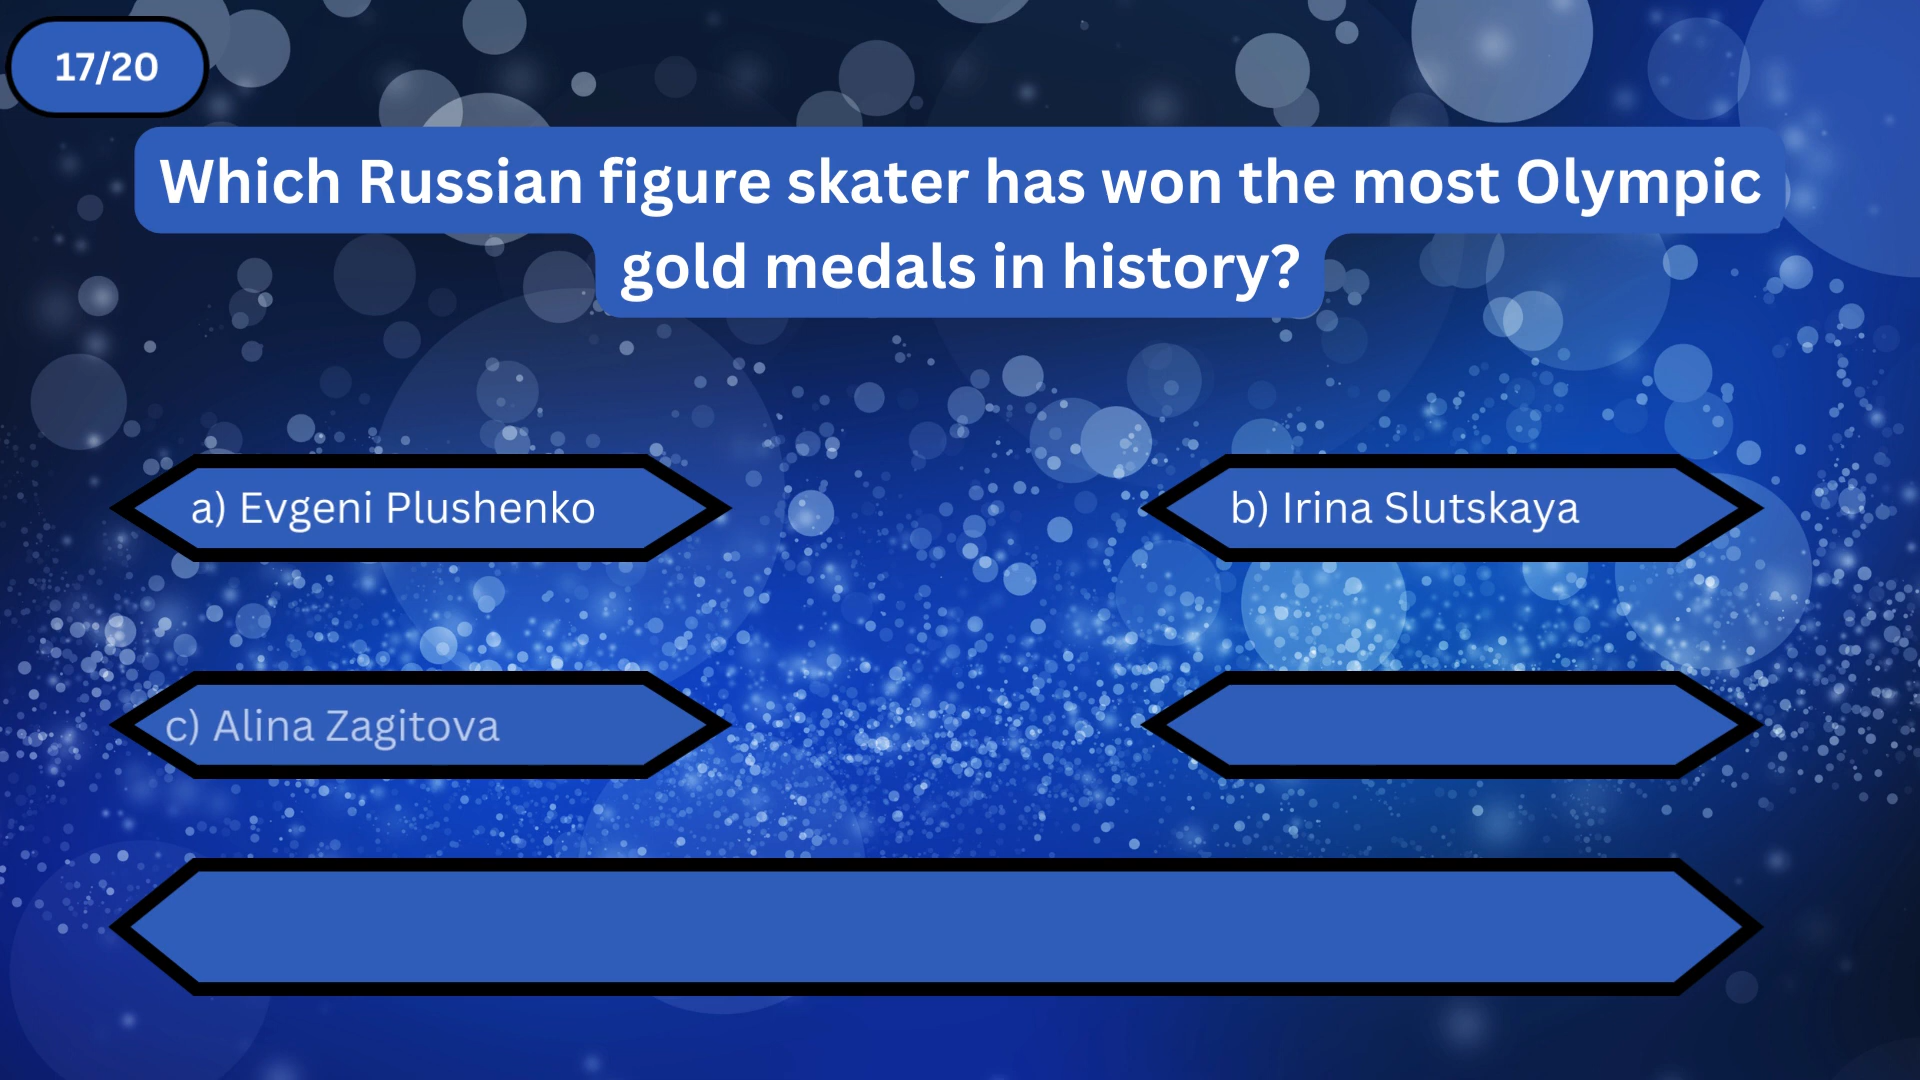 17/20
Which Russian figure skater has won the most Olympic
gold medals in history?
a) Evgeni Plushenko
b) Irina Slutskaya
c) Alina Zagitova